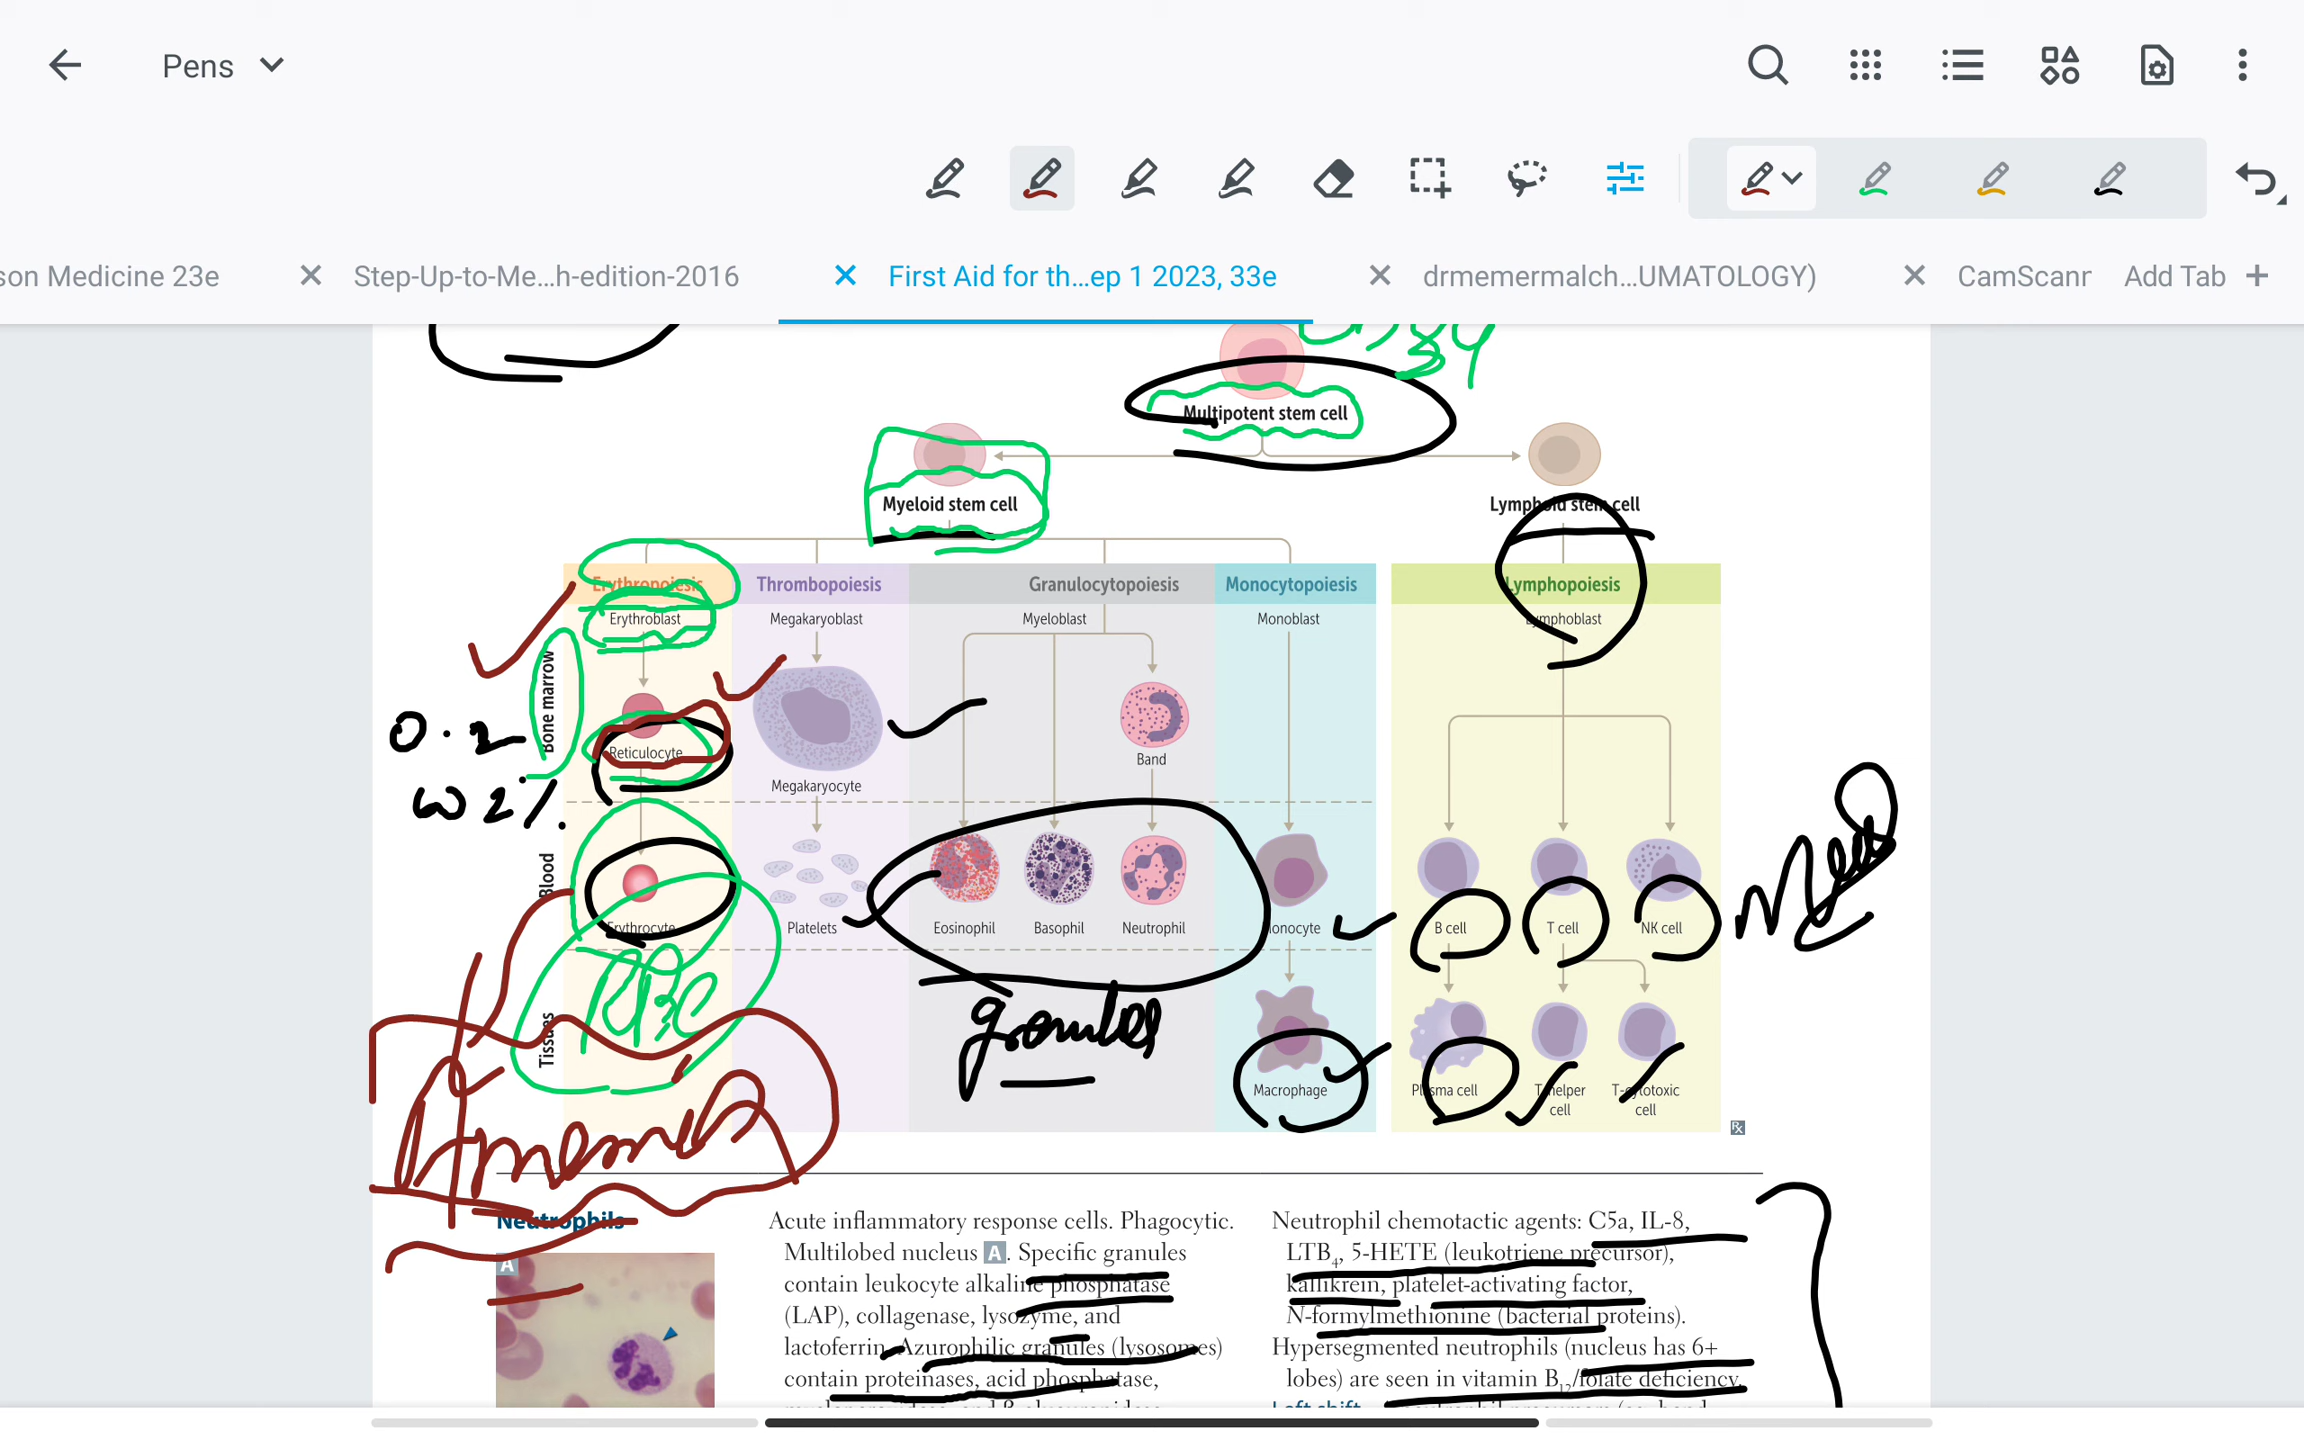 Pens
son Medicine 23e
Step-Up-to-Me...h-edition-2016
First Aid for th...ep 1 2023, 33e
drmemermalch...UMATOLOGY)
CamScanr
Add Tab +
Multipotent stem cell
Myeloid stem cell
Lymphoid stem cell
Erythropoiesis
Thrombopoiesis
Granulocytopoiesis
Monocytopoiesis
Lymphopoiesis
Erythroblast
Megakaryoblast
Myeloblast
Monoblast
Lymphoblast
Bone marrow
0.2
Reticulocyte
Band
Megakaryocyte
2%.
Blood
Erythrocyte
Platelets
Eosinophil
Basophil
Neutrophil
Monocyte
B cell
T cell
NK cell
RBC
granules
Tissues
Macrophage
Plasma cell
T-helper cell
T-cytotoxic cell
Rx
Neutrophils
A
Acute inflammatory response cells. Phagocytic.
Multilobed nucleus A. Specific granules
contain leukocyte alkaline phosphatase
(LAP), collagenase, lysozyme, and
lactoferrin. Azurophilic granules (lysosomes)
contain proteinases, acid phosphatase,
Neutrophil chemotactic agents: C5a, IL-8,
LTB4, 5-HETE (leukotriene precursor),
kallikrein, platelet-activating factor,
N-formylmethionine (bacterial proteins).
Hypersegmented neutrophils (nucleus has 6+
lobes) are seen in vitamin B12/folate deficiency.
Left shift